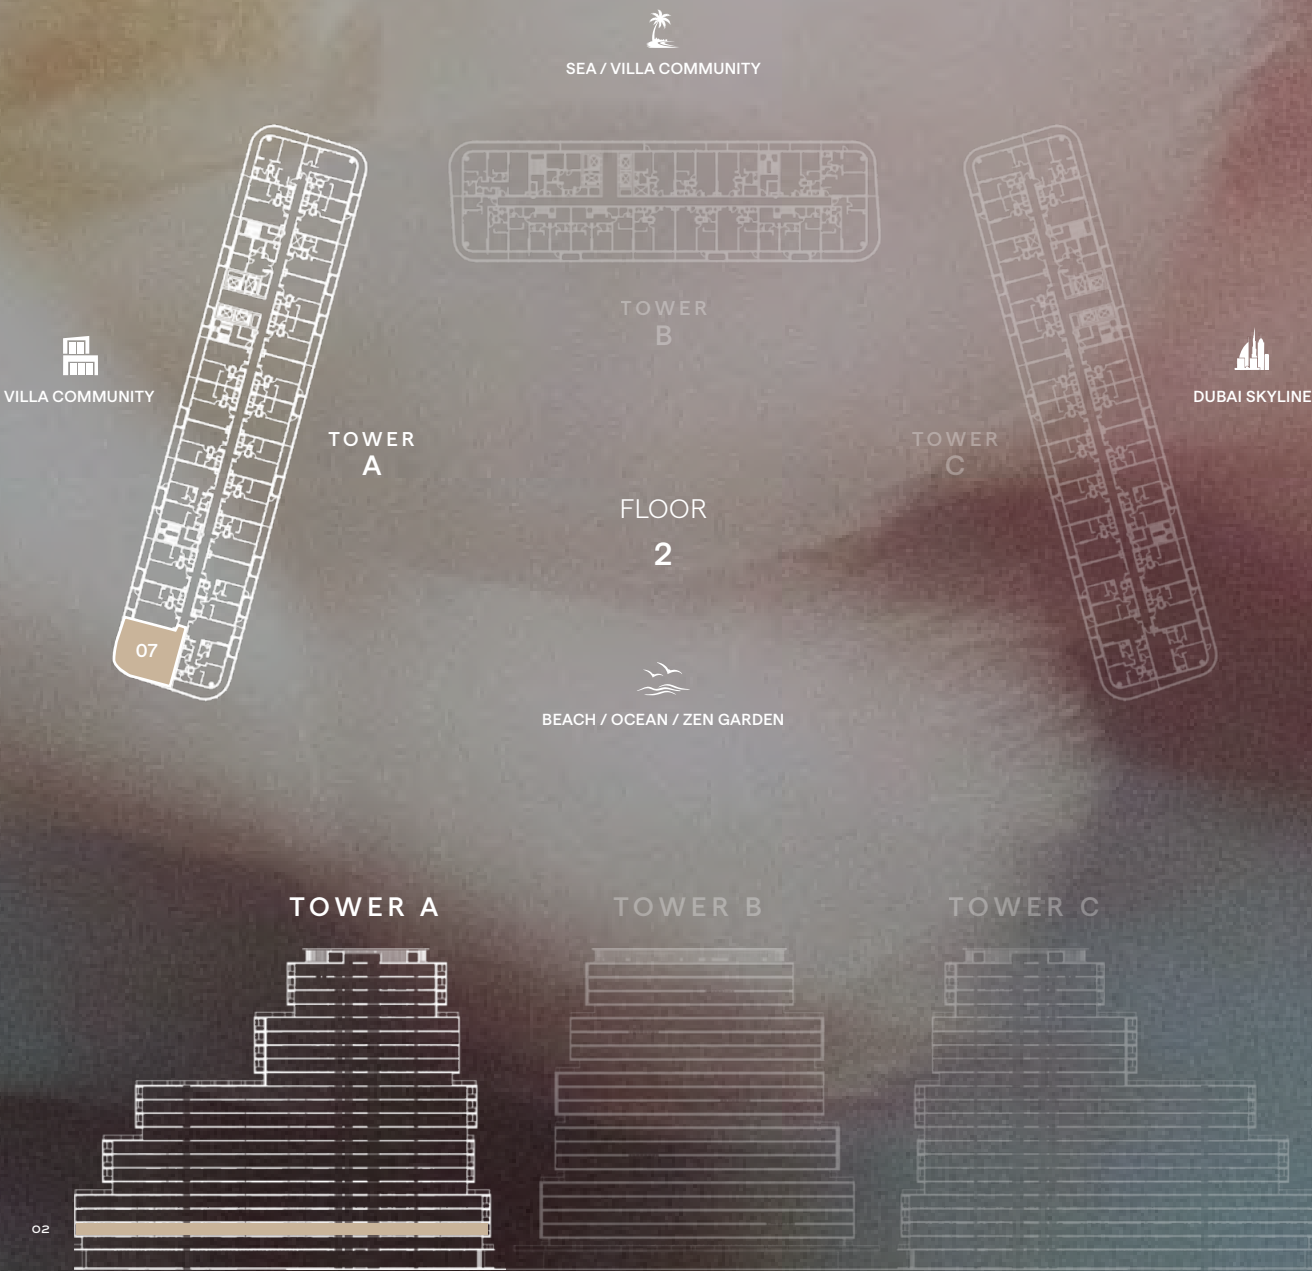 SEA / VILLA COMMUNITY
TOWER
B
VILLA COMMUNITY
DUBAI SKYLINE
TOWER
A
TOWER
C
FLOOR
2
07
BEACH / OCEAN / ZEN GARDEN
TOWER A
TOWER B
TOWER C
02